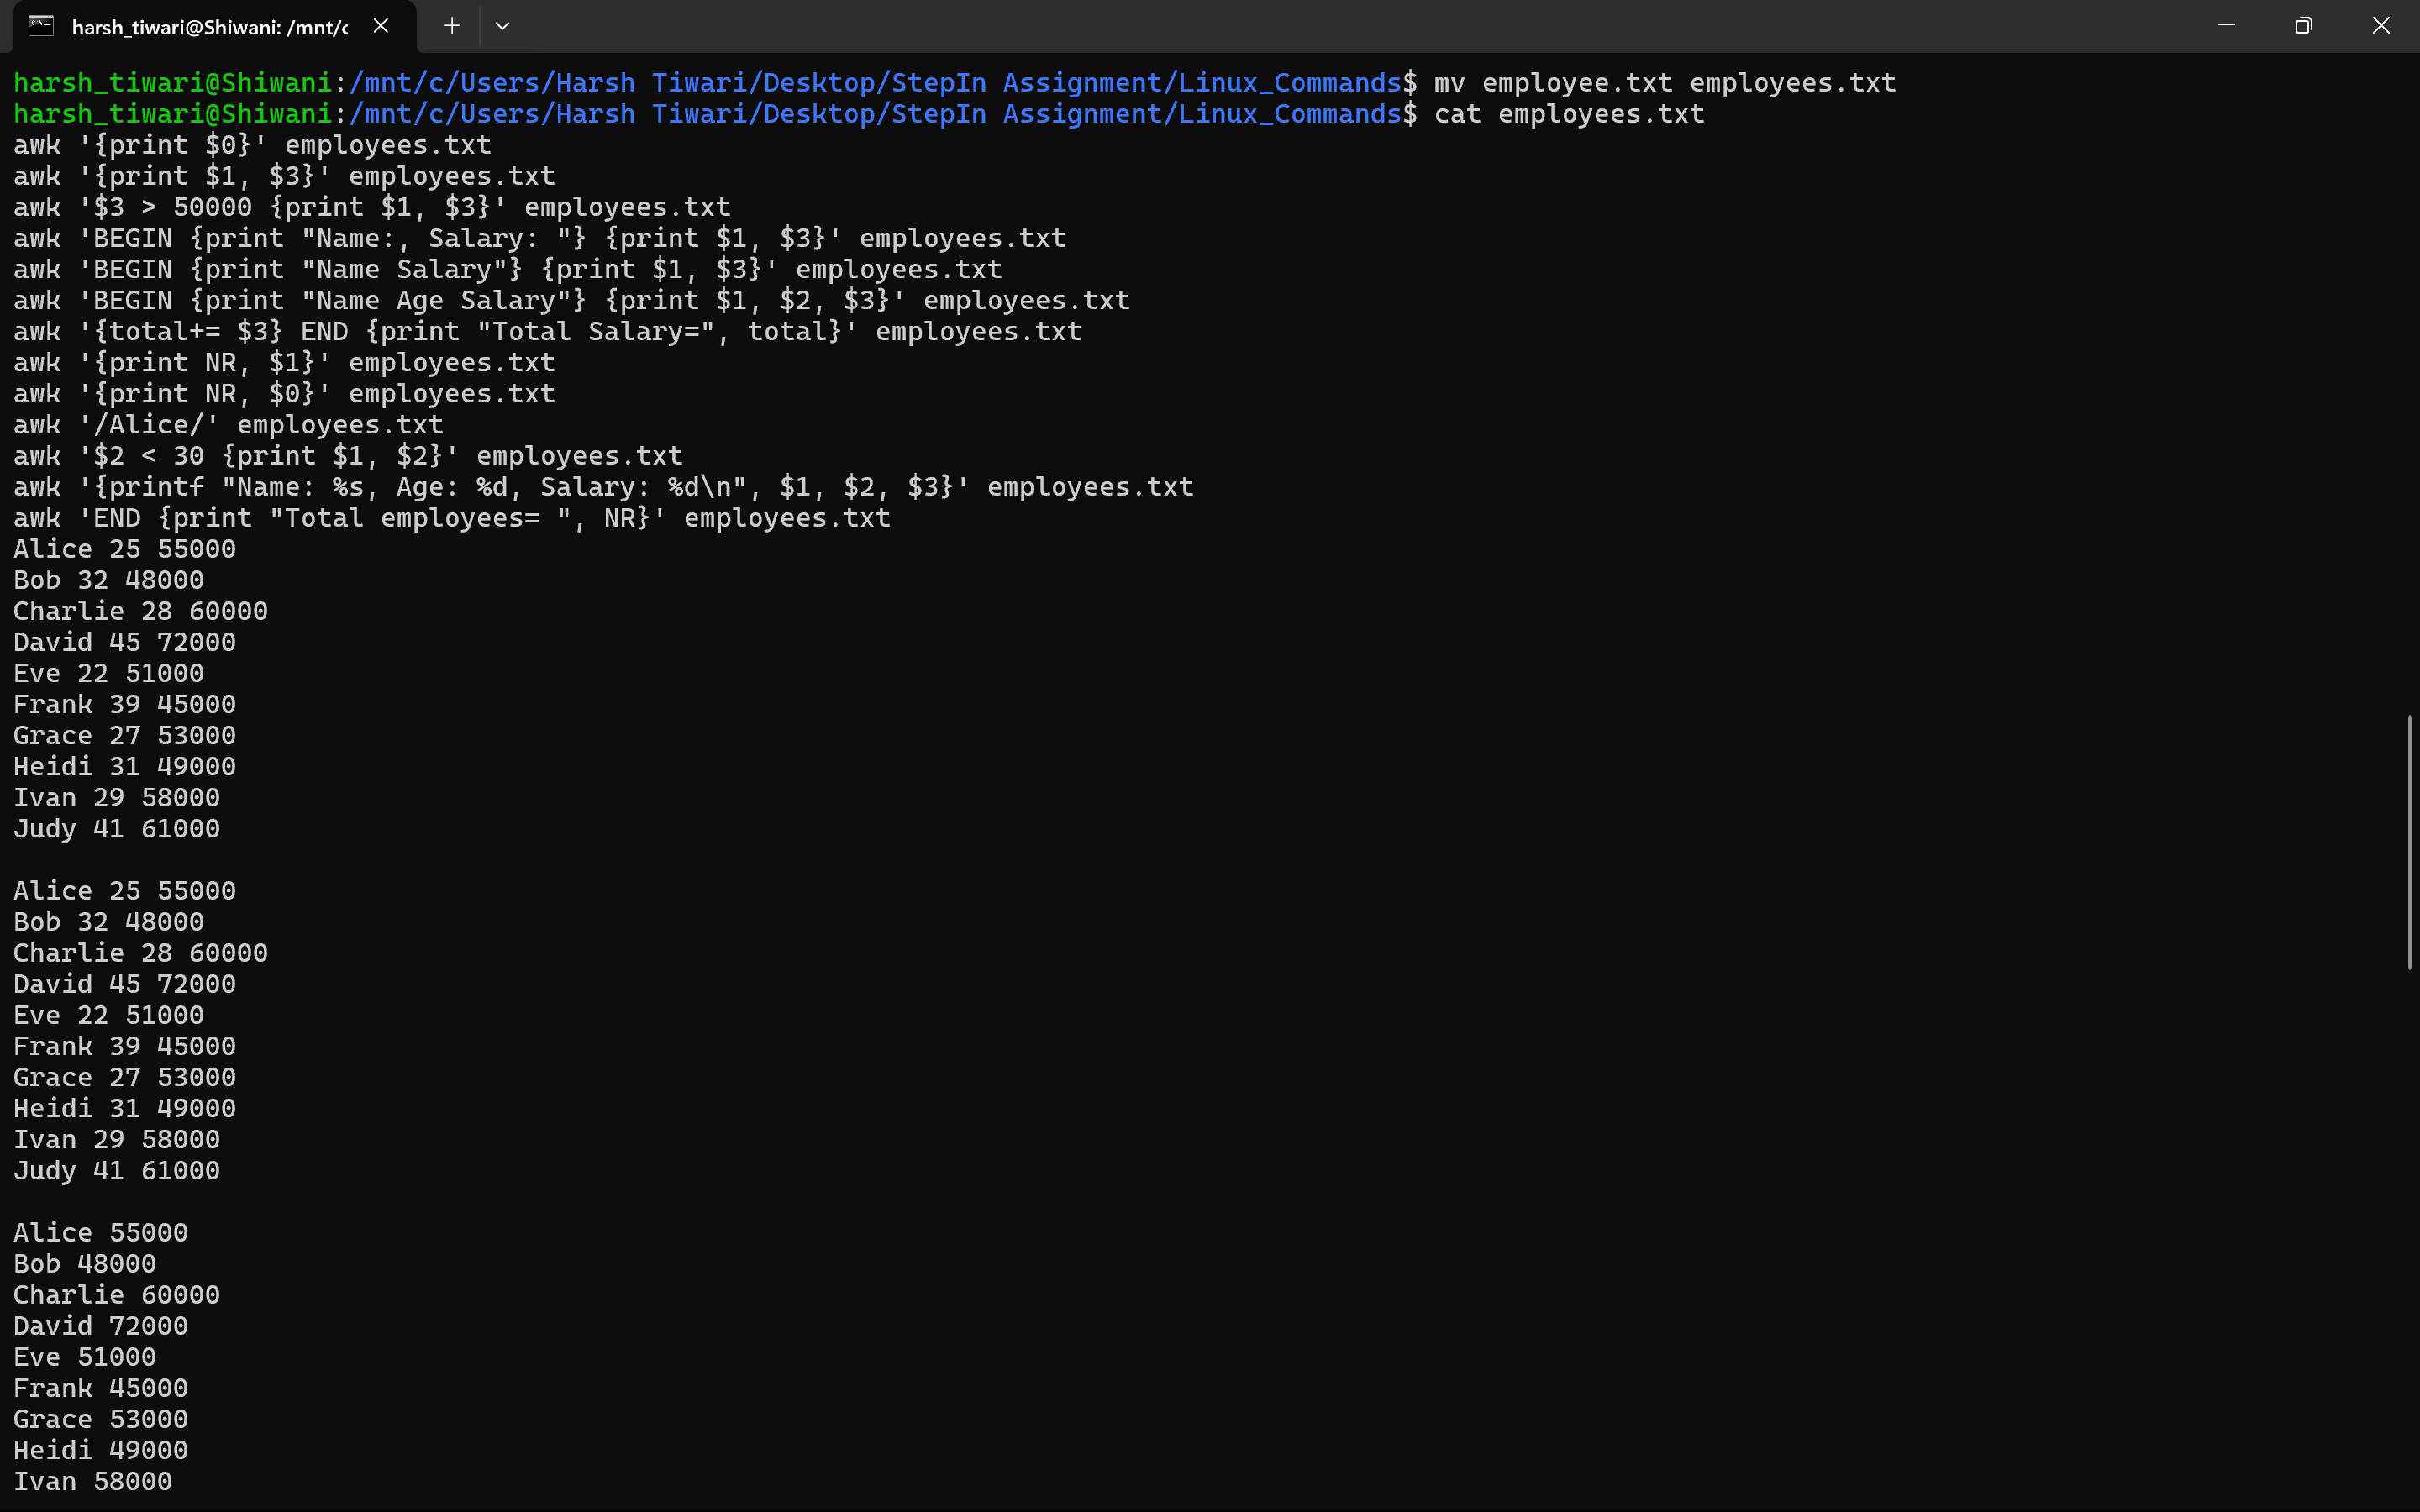 harsh_tiwari@Shiwani: /mnt/c
harsh_tiwari@Shiwani:/mnt/c/Users/Harsh Tiwari/Desktop/StepIn Assignment/Linux_Commands$ mv employee.txt employees.txt
harsh_tiwari@Shiwani:/mnt/c/Users/Harsh Tiwari/Desktop/StepIn Assignment/Linux_Commands$ cat employees.txt
awk '{print $0}' employees.txt
awk '{print $1, $3}' employees.txt
awk '$3 > 50000 {print $1, $3}' employees.txt
awk 'BEGIN {print "Name:, Salary: "} {print $1, $3}' employees.txt
awk 'BEGIN {print "Name Salary"} {print $1, $3}' employees.txt
awk 'BEGIN {print "Name Age Salary"} {print $1, $2, $3}' employees.txt
awk '{total+= $3} END {print "Total Salary=", total}' employees.txt
awk '{print NR, $1}' employees.txt
awk '{print NR, $0}' employees.txt
awk '/Alice/' employees.txt
awk '$2 < 30 {print $1, $2}' employees.txt
awk '{printf "Name: %s, Age: %d, Salary: %d\n", $1, $2, $3}' employees.txt
awk 'END {print "Total employees= ", NR}' employees.txt
Alice 25 55000
Bob 32 48000
Charlie 28 60000
David 45 72000
Eve 22 51000
Frank 39 45000
Grace 27 53000
Heidi 31 49000
Ivan 29 58000
Judy 41 61000
Alice 25 55000
Bob 32 48000
Charlie 28 60000
David 45 72000
Eve 22 51000
Frank 39 45000
Grace 27 53000
Heidi 31 49000
Ivan 29 58000
Judy 41 61000
Alice 55000
Bob 48000
Charlie 60000
David 72000
Eve 51000
Frank 45000
Grace 53000
Heidi 49000
Ivan 58000